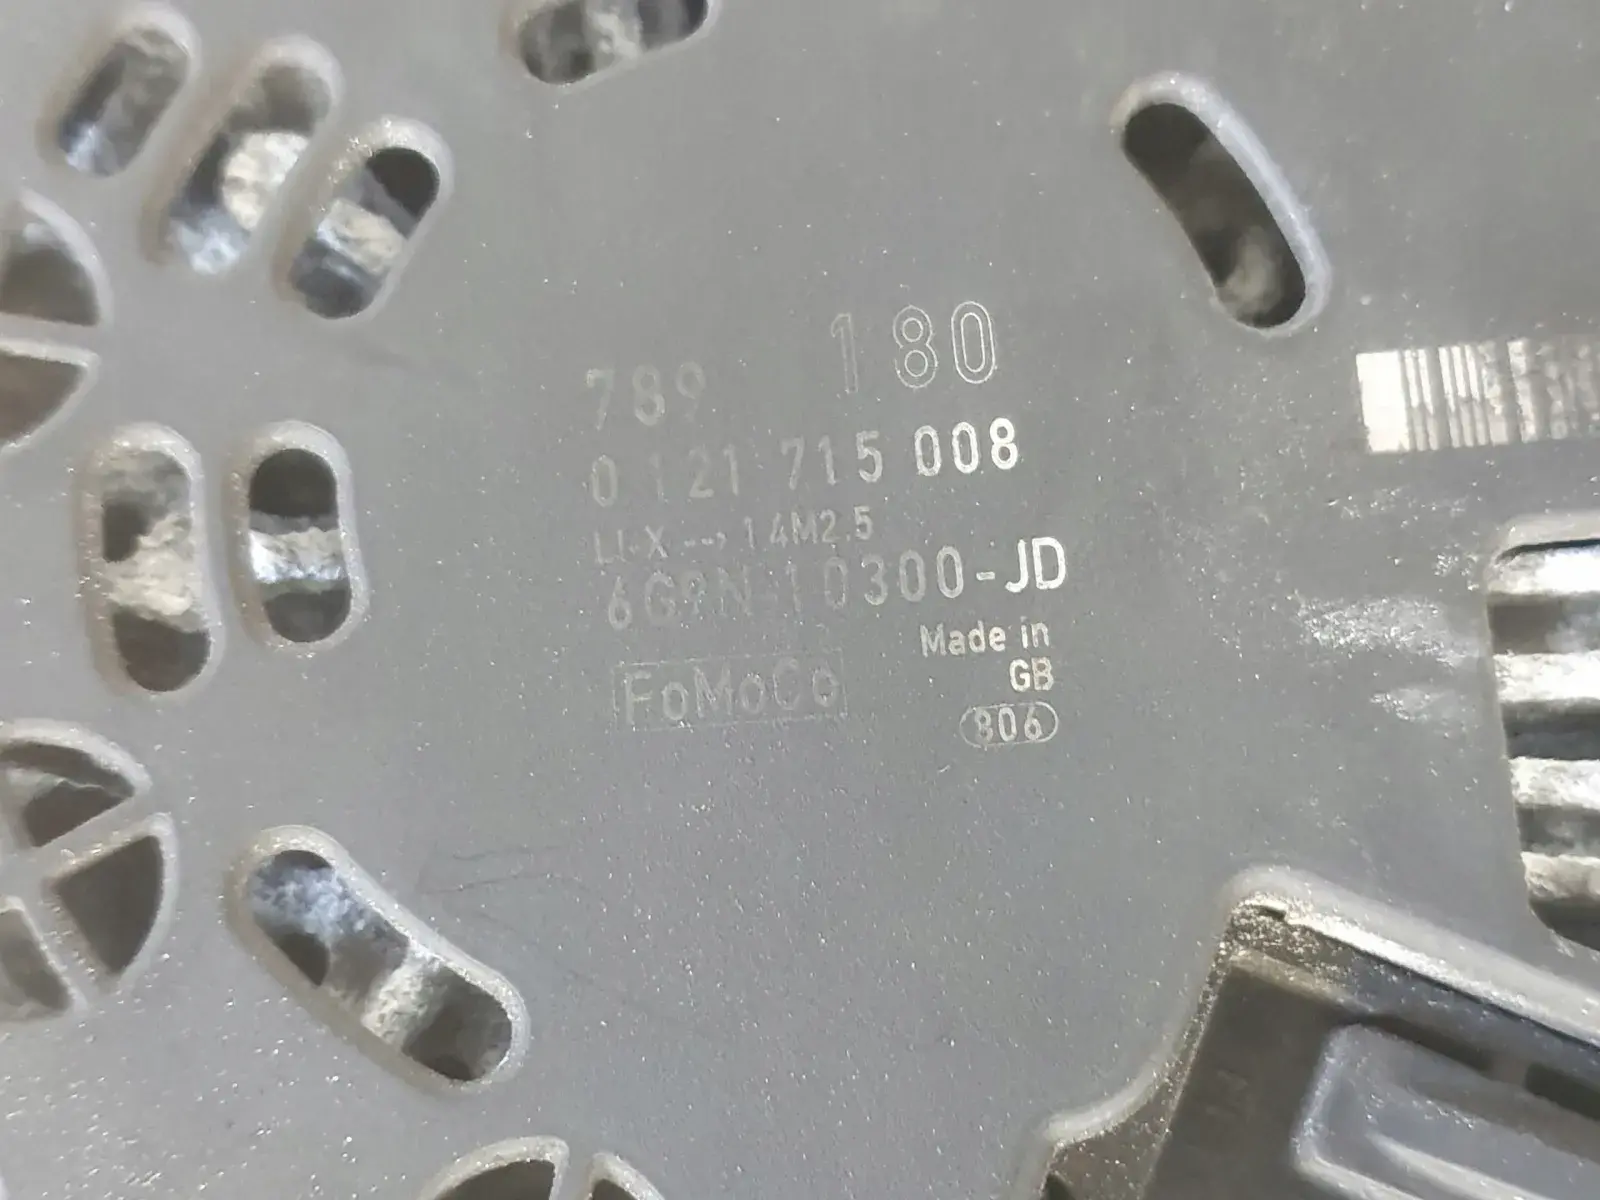 789 180
0 121 715 008
LI-X --> 14M2.5
6G9N 10300-JD
FoMoCo
Made in
GB
806